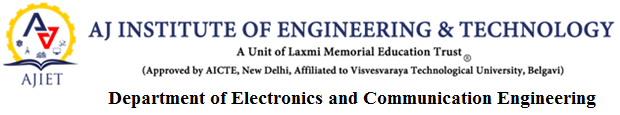 AJ INSTITUTE OF ENGINEERING & TECHNOLOGY
A Unit of Laxmi Memorial Education Trust ®
(Approved by AICTE, New Delhi, Affiliated to Visvesvaraya Technological University, Belgavi)
AJIET
Department of Electronics and Communication Engineering